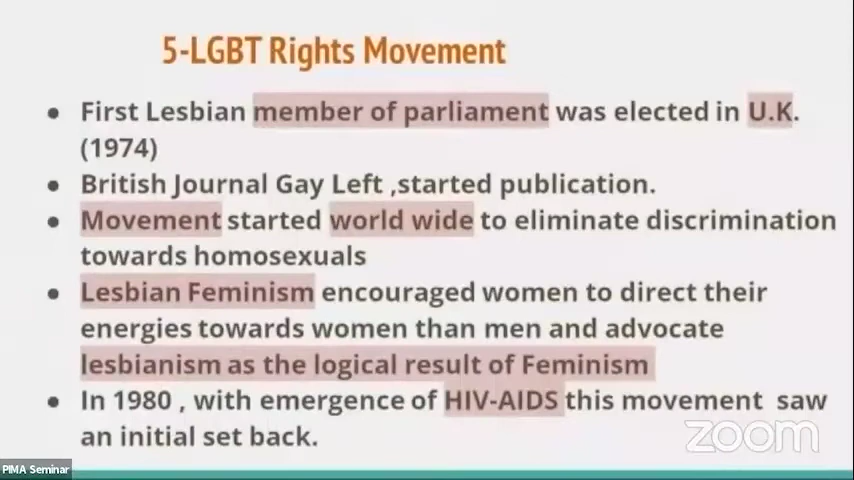 5-LGBT Rights Movement
• First Lesbian member of parliament was elected in U.K.
(1974)
• British Journal Gay Left ,started publication.
• Movement started world wide to eliminate discrimination
towards homosexuals
• Lesbian Feminism encouraged women to direct their
energies towards women than men and advocate
lesbianism as the logical result of Feminism
• In 1980 , with emergence of HIV-AIDS this movement saw
an initial set back.
zoom
PIMA Seminar